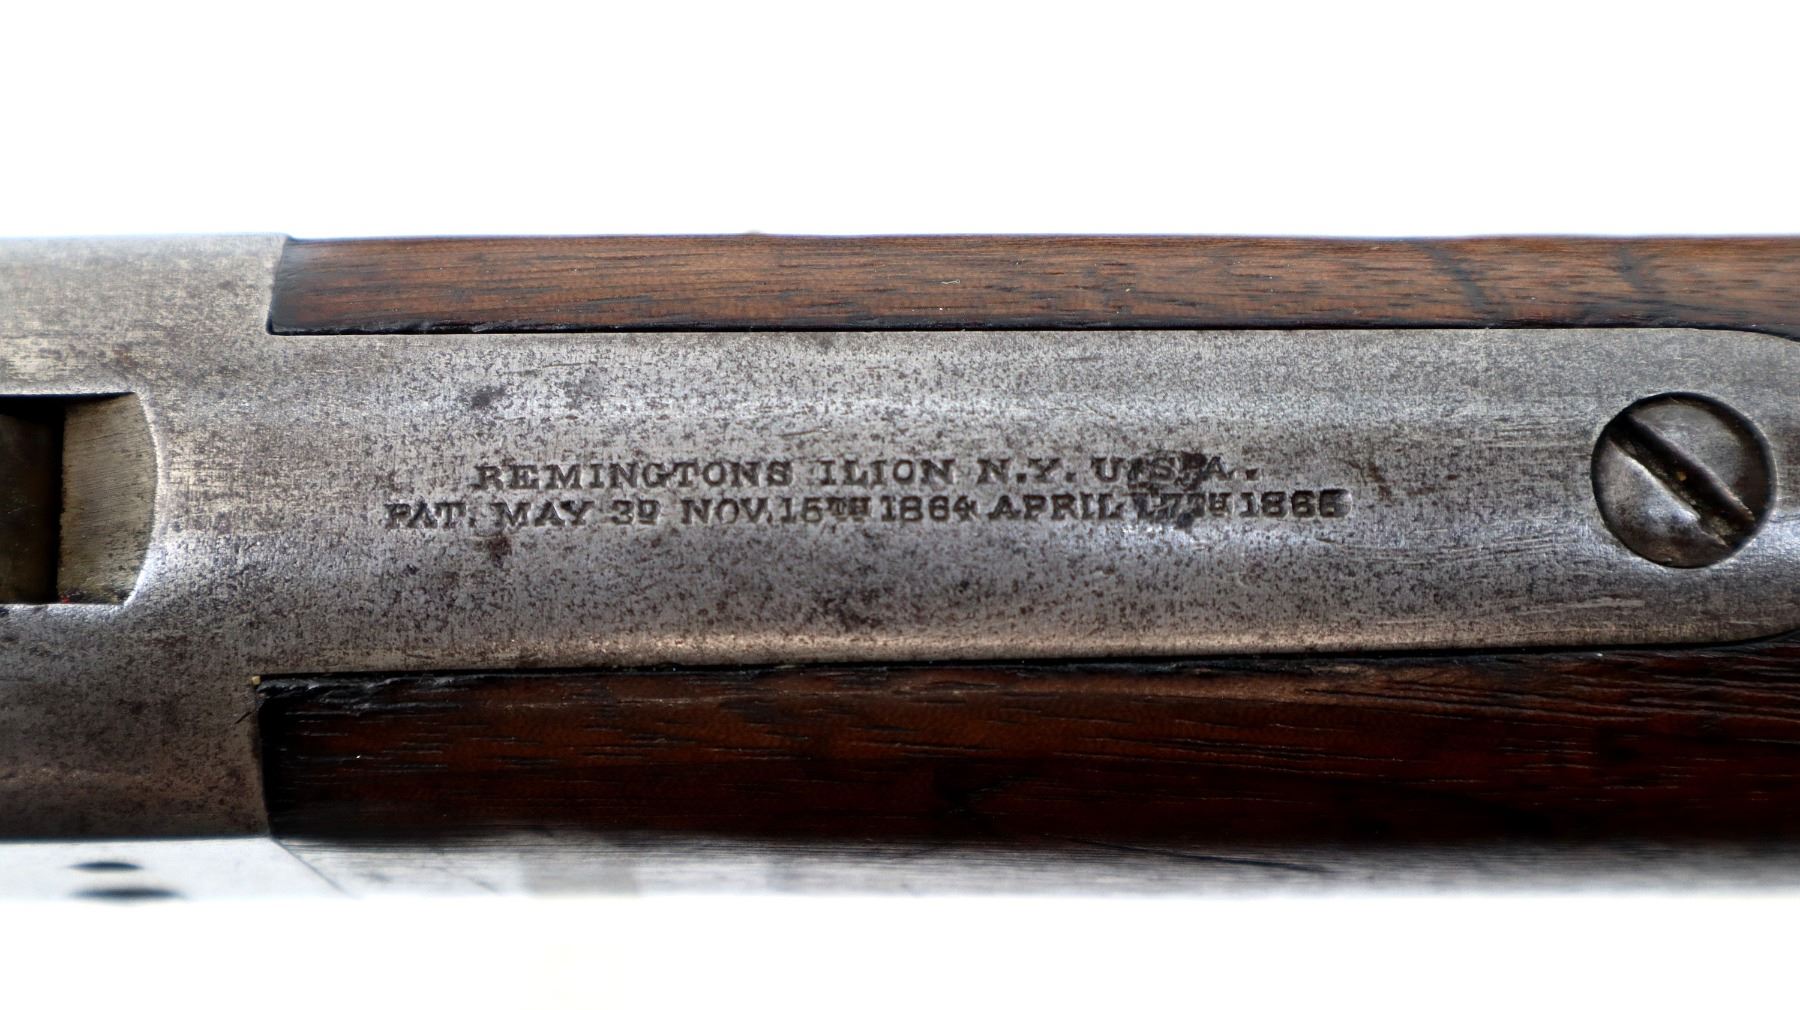 REMINGTONS ILION N.Y. U.S.A.
PAT. MAY 3D NOV. 15TH 1864 APRIL 17TH 1866